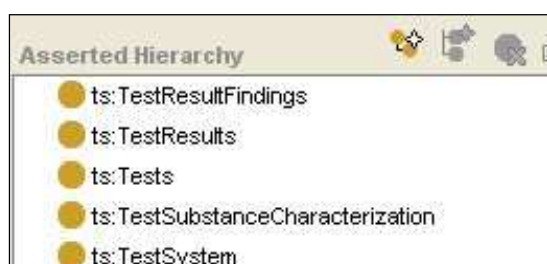 Asserted Hierarchy
ts:TestResultFindings
ts:TestResults
ts:Tests
ts:TestSubstanceCharacterization
ts:TestSystem